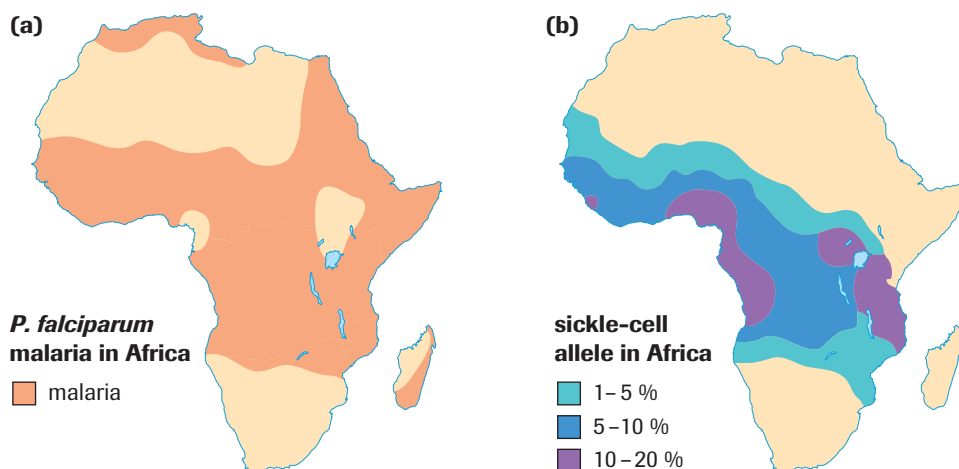 (a)
P. falciparum
malaria in Africa
malaria
(b)
sickle-cell
allele in Africa
1–5 %
5–10 %
10–20 %